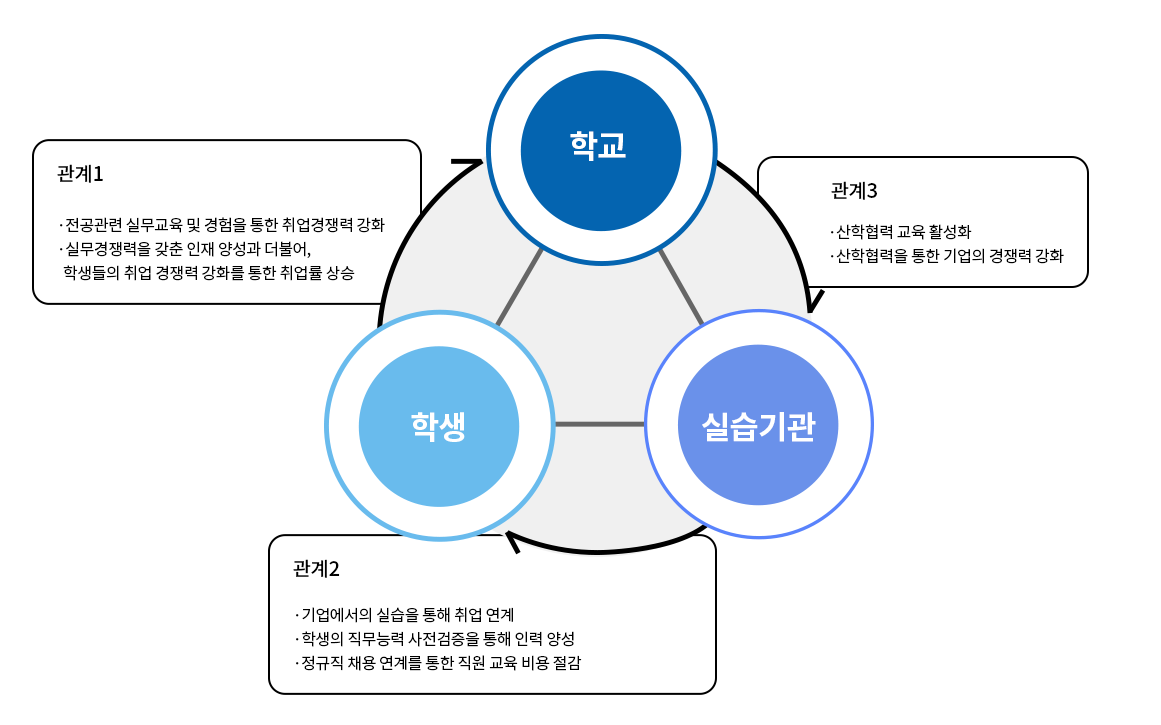 학교
관계1
·전공관련 실무교육 및 경험을 통한 취업경쟁력 강화
·실무경쟁력을 갖춘 인재 양성과 더불어,
학생들의 취업 경쟁력 강화를 통한 취업률 상승
관계3
·산학협력 교육 활성화
·산학협력을 통한 기업의 경쟁력 강화
학생
실습기관
관계2
·기업에서의 실습을 통해 취업 연계
·학생의 직무능력 사전검증을 통해 인력 양성
·정규직 채용 연계를 통한 직원 교육 비용 절감